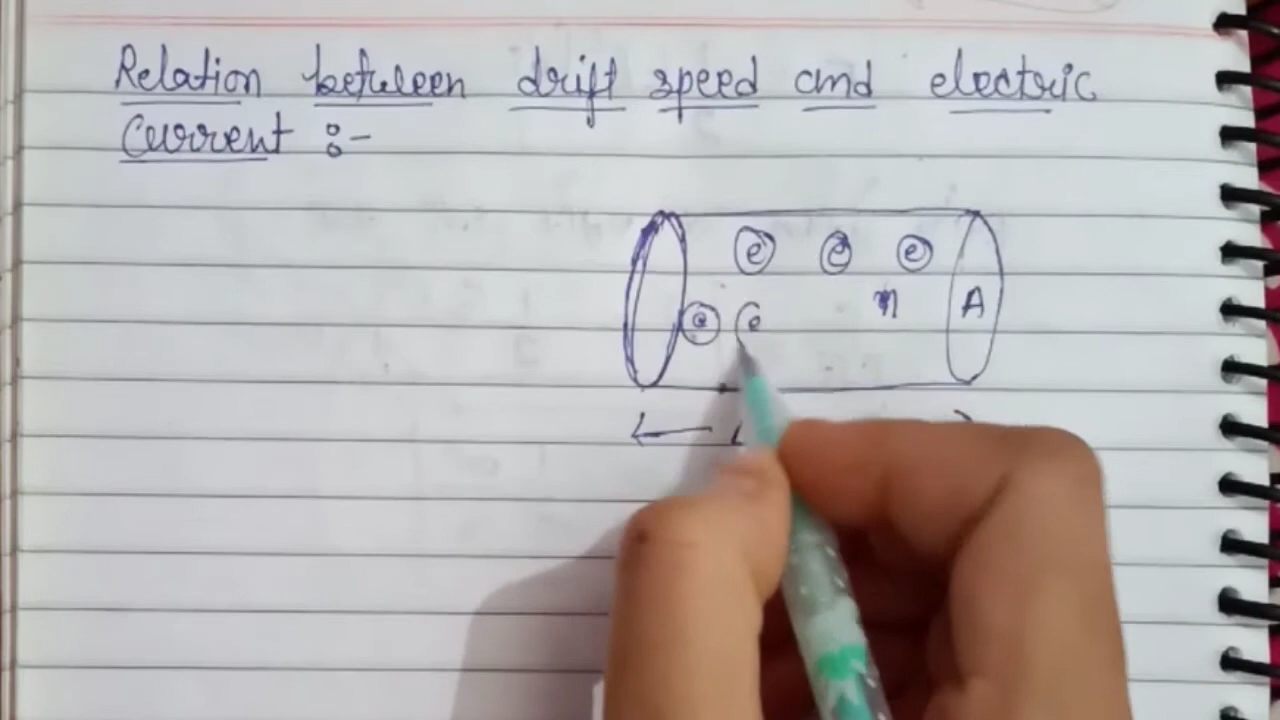 Relation between drift speed and electric
Current :-
e e e
n A
e e